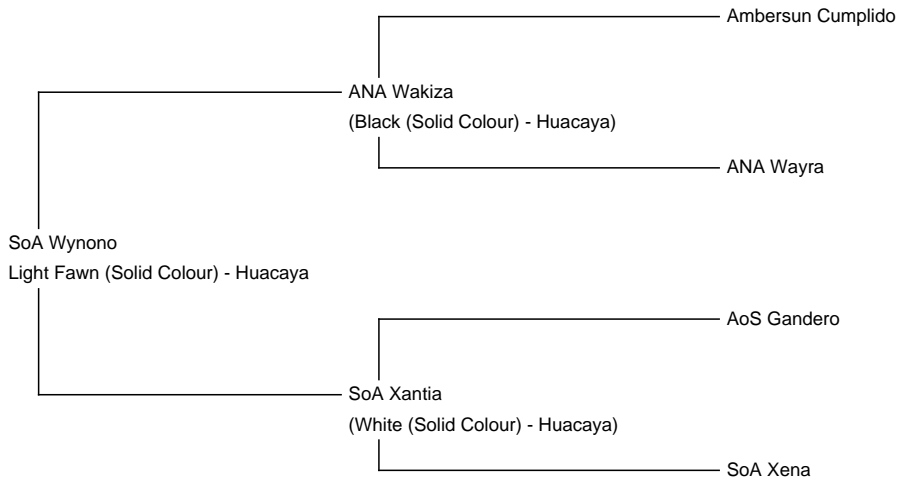 Ambersun Cumplido
ANA Wakiza
(Black (Solid Colour) - Huacaya)
ANA Wayra
SoA Wynono
Light Fawn (Solid Colour) - Huacaya
AoS Gandero
SoA Xantia
(White (Solid Colour) - Huacaya)
SoA Xena